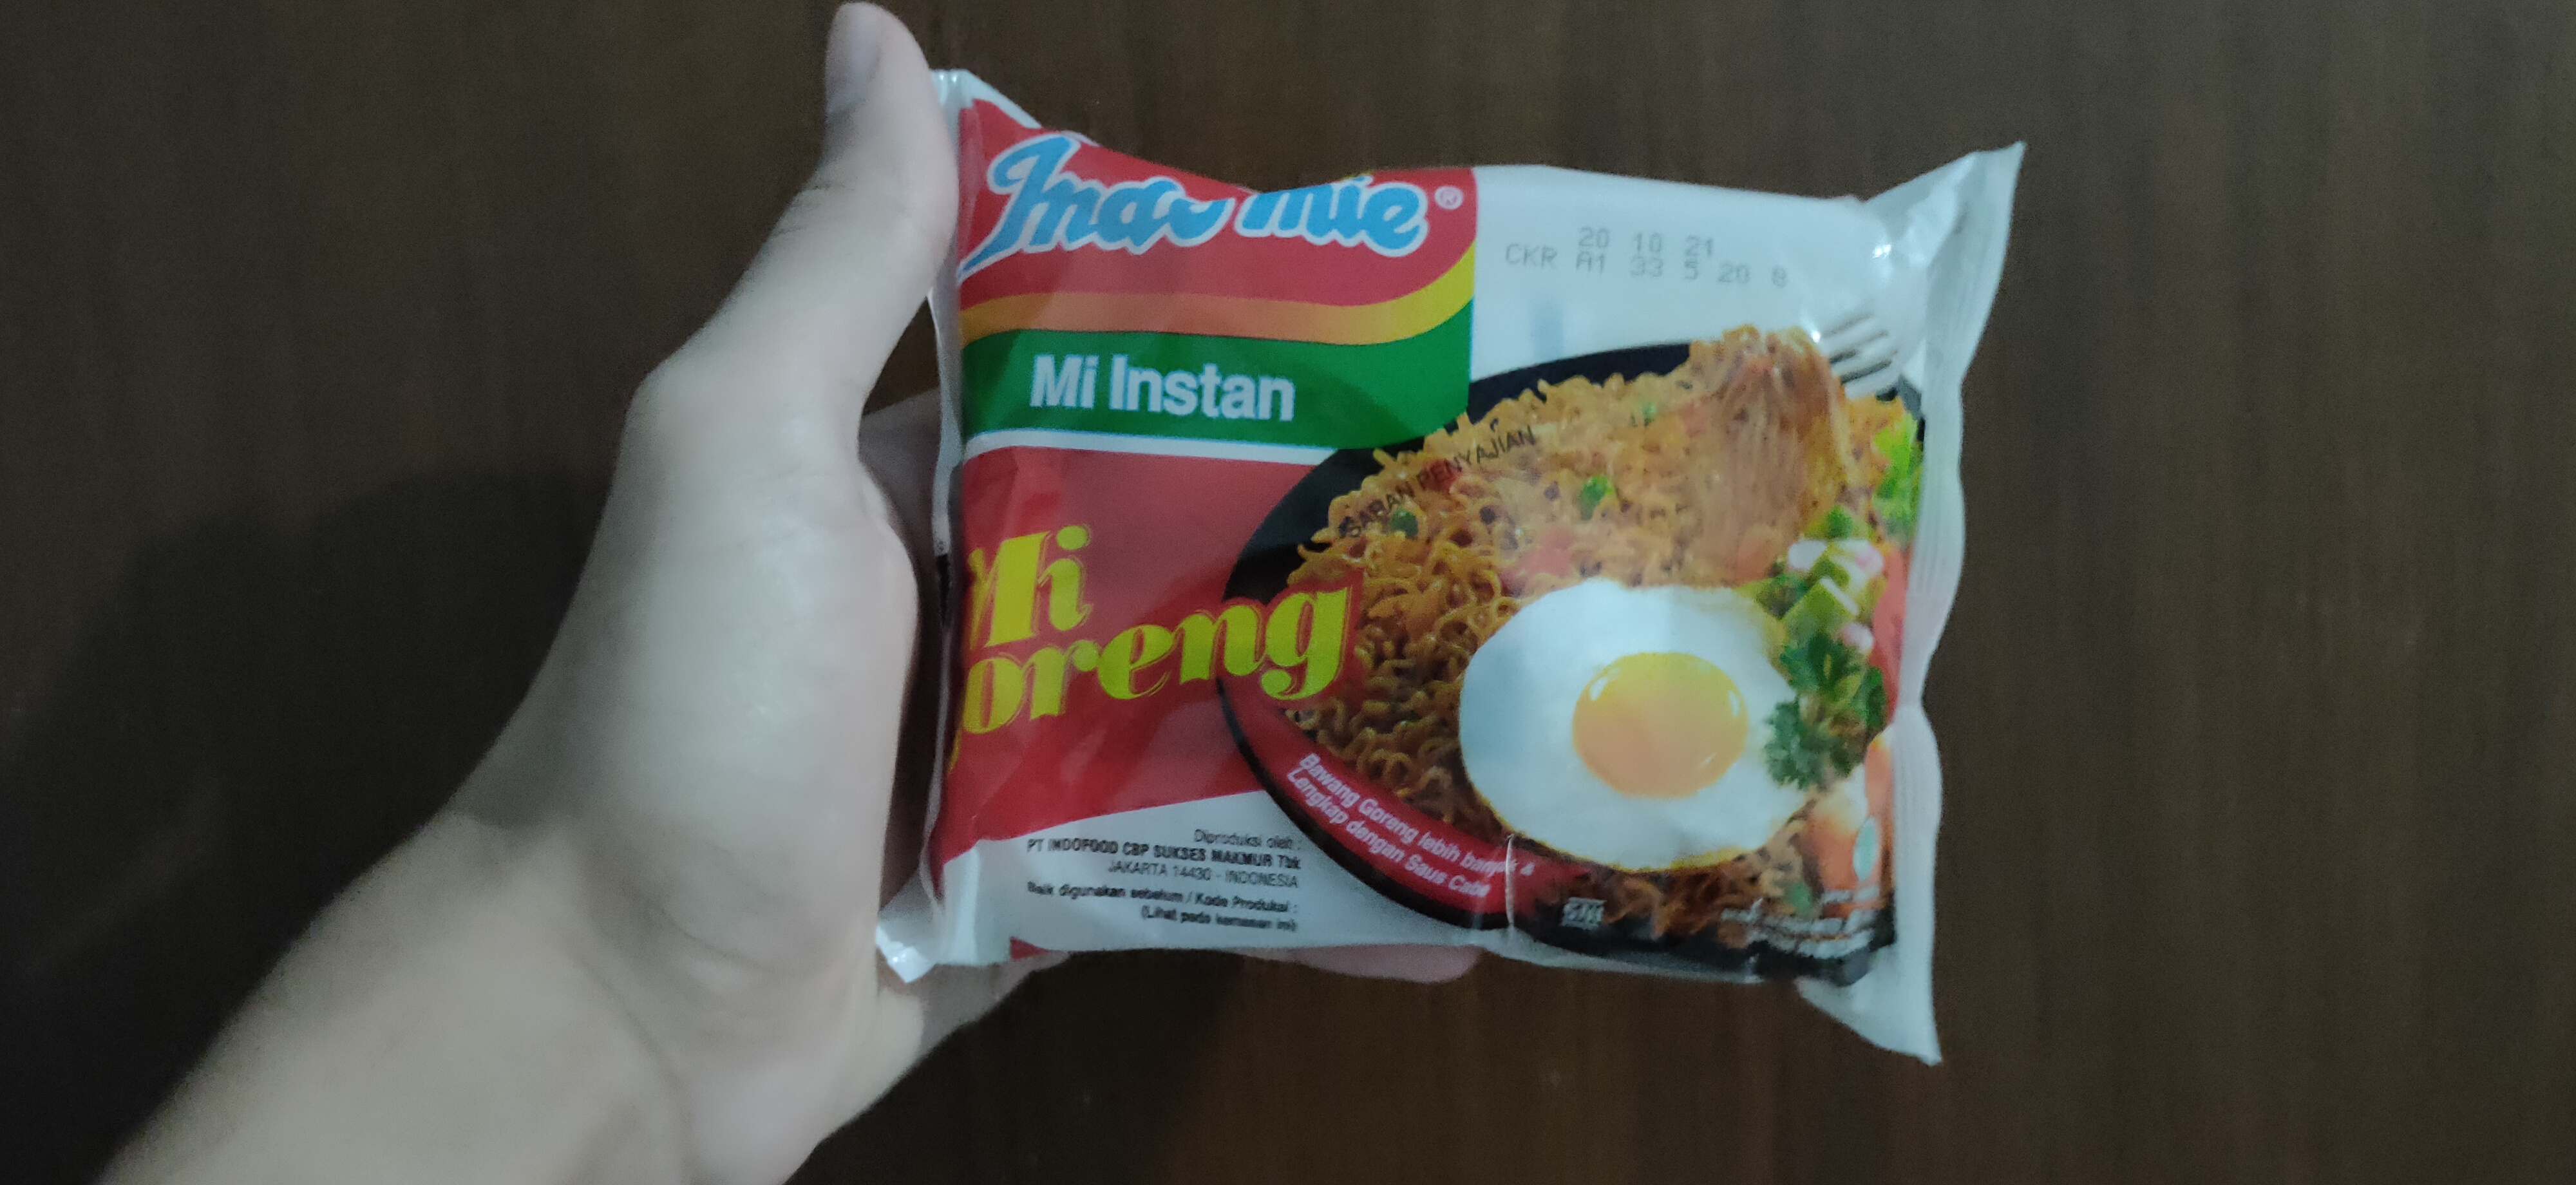 Indomie®
20 10 21
CKR A1 33 5 20 8
Mi Instan
SARAN PENYAJIAN
Mi
goreng
Bawang Goreng lebih banyak &
Lengkap dengan Saus Cabe
Diproduksi oleh :
PT INDOFOOD CBP SUKSES MAKMUR Tbk
JAKARTA 14430 - INDONESIA
Baik digunakan sebelum / Kode Produksi :
(Lihat pada kemasan ini)